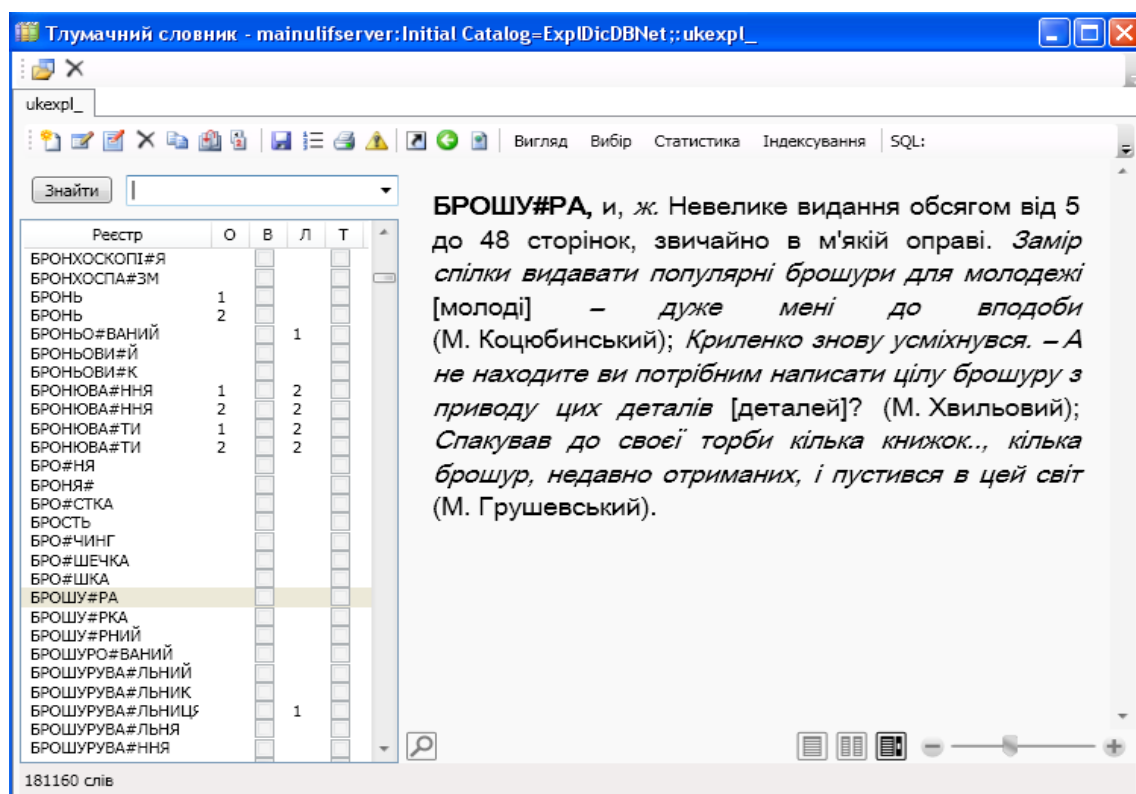 Тлумачний словник - mainulifserver:Initial Catalog=ExplDicDBNet;:ukexpl_
ukexpl_
Вигляд Вибір Статистика Індексування SQL:
Знайти
Реєстр О В Л Т
БРОНХОСКОПІ#Я
БРОНХОСПА#ЗМ
БРОНЬ 1
БРОНЬ 2
БРОНЬО#ВАНИЙ 1
БРОНЬОВИ#Й
БРОНЬОВИ#К
БРОНЮВА#ННЯ 1 2
БРОНЮВА#ННЯ 2 2
БРОНЮВА#ТИ 1 2
БРОНЮВА#ТИ 2 2
БРО#НЯ
БРОНЯ#
БРО#СТКА
БРОСТЬ
БРО#ЧИНГ
БРО#ШЕЧКА
БРО#ШКА
БРОШУ#РА
БРОШУ#РКА
БРОШУ#РНИЙ
БРОШУРО#ВАНИЙ
БРОШУРУВА#ЛЬНИЙ
БРОШУРУВА#ЛЬНИК
БРОШУРУВА#ЛЬНИЦЯ 1
БРОШУРУВА#ЛЬНЯ
БРОШУРУВА#ННЯ
181160 слів
БРОШУ#РА, и, ж. Невелике видання обсягом від 5
до 48 сторінок, звичайно в м'якій оправі. Замір
спілки видавати популярні брошури для молодежі
[молоді] – дуже мені до вподоби
(М. Коцюбинський); Криленко знову усміхнувся. – А
не находите ви потрібним написати цілу брошуру з
приводу цих деталів [деталей]? (М. Хвильовий);
Спакував до своєї торби кілька книжок.., кілька
брошур, недавно отриманих, і пустився в цей світ
(М. Грушевський).